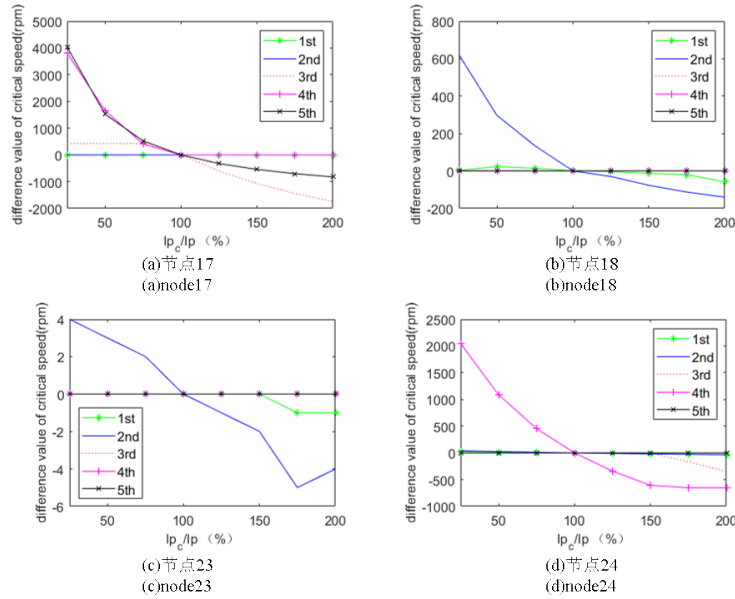 difference value of critical speed(rpm)
5000
4000
3000
2000
1000
0
-1000
-2000
50
100
150
200
Ip_c/Ip （%）
1st
2nd
3rd
4th
5th
(a)节点17
(a)node17
difference value of critical speed(rpm)
800
600
400
200
0
-200
50
100
150
200
Ip_c/Ip （%）
1st
2nd
3rd
4th
5th
(b)节点18
(b)node18
difference value of critical speed(rpm)
4
2
0
-2
-4
-6
50
100
150
200
Ip_c/Ip （%）
1st
2nd
3rd
4th
5th
(c)节点23
(c)node23
difference value of critical speed(rpm)
2500
2000
1500
1000
500
0
-500
-1000
50
100
150
200
Ip_c/Ip （%）
1st
2nd
3rd
4th
5th
(d)节点24
(d)node24